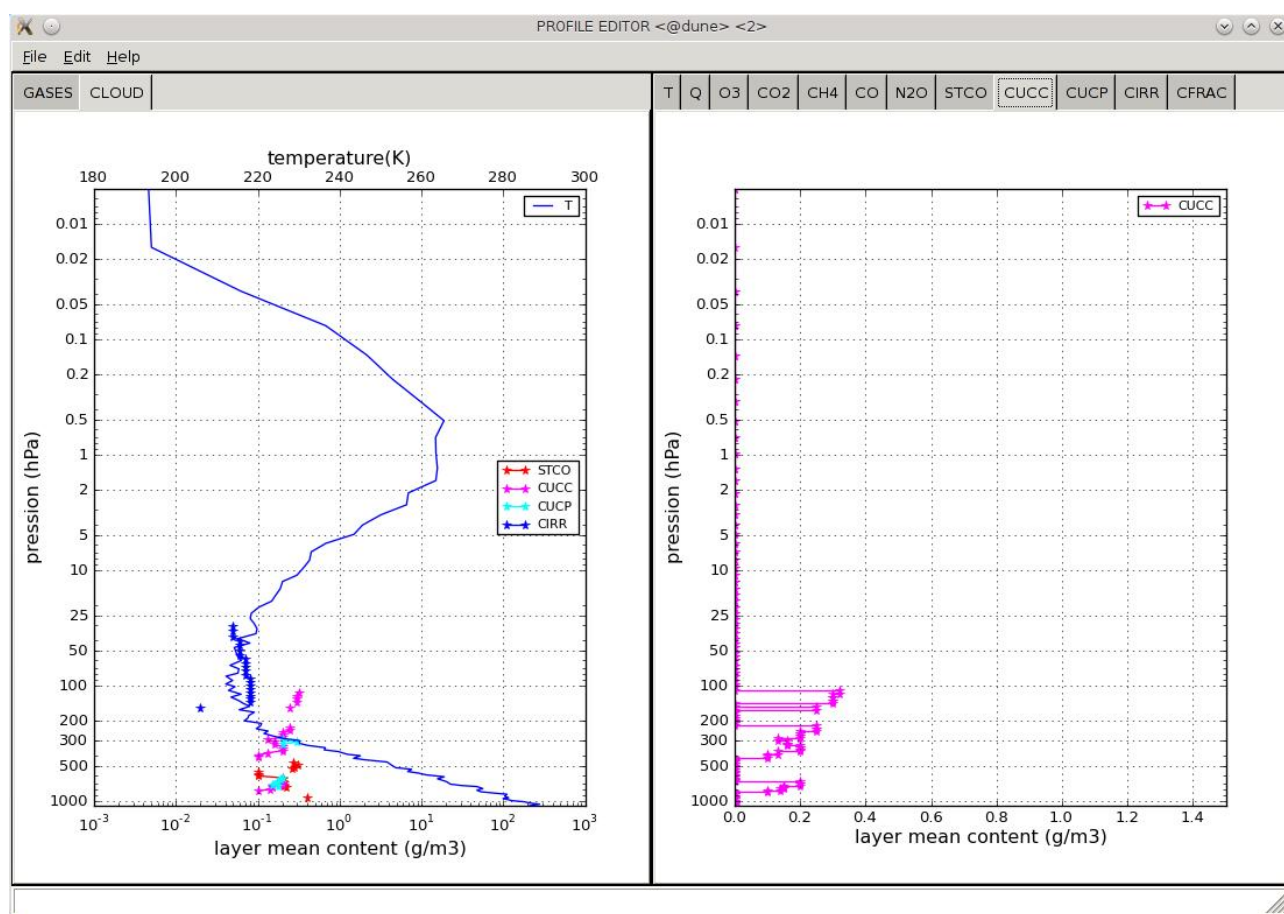 PROFILE EDITOR <@dune> <2>
File Edit Help
GASES CLOUD
T Q O3 CO2 CH4 CO N2O STCO CUCC CUCP CIRR CFRAC
temperature(K)
180 200 220 240 260 280 300
T
0.01
0.02
0.05
0.1
0.2
0.5
1
2
5
10
25
50
100
200
300
500
1000
pression (hPa)
STCO
CUCC
CUCP
CIRR
10-3 10-2 10-1 100 101 102 103
layer mean content (g/m3)
CUCC
0.01
0.02
0.05
0.1
0.2
0.5
1
2
5
10
25
50
100
200
300
500
1000
pression (hPa)
0.0 0.2 0.4 0.6 0.8 1.0 1.2 1.4
layer mean content (g/m3)